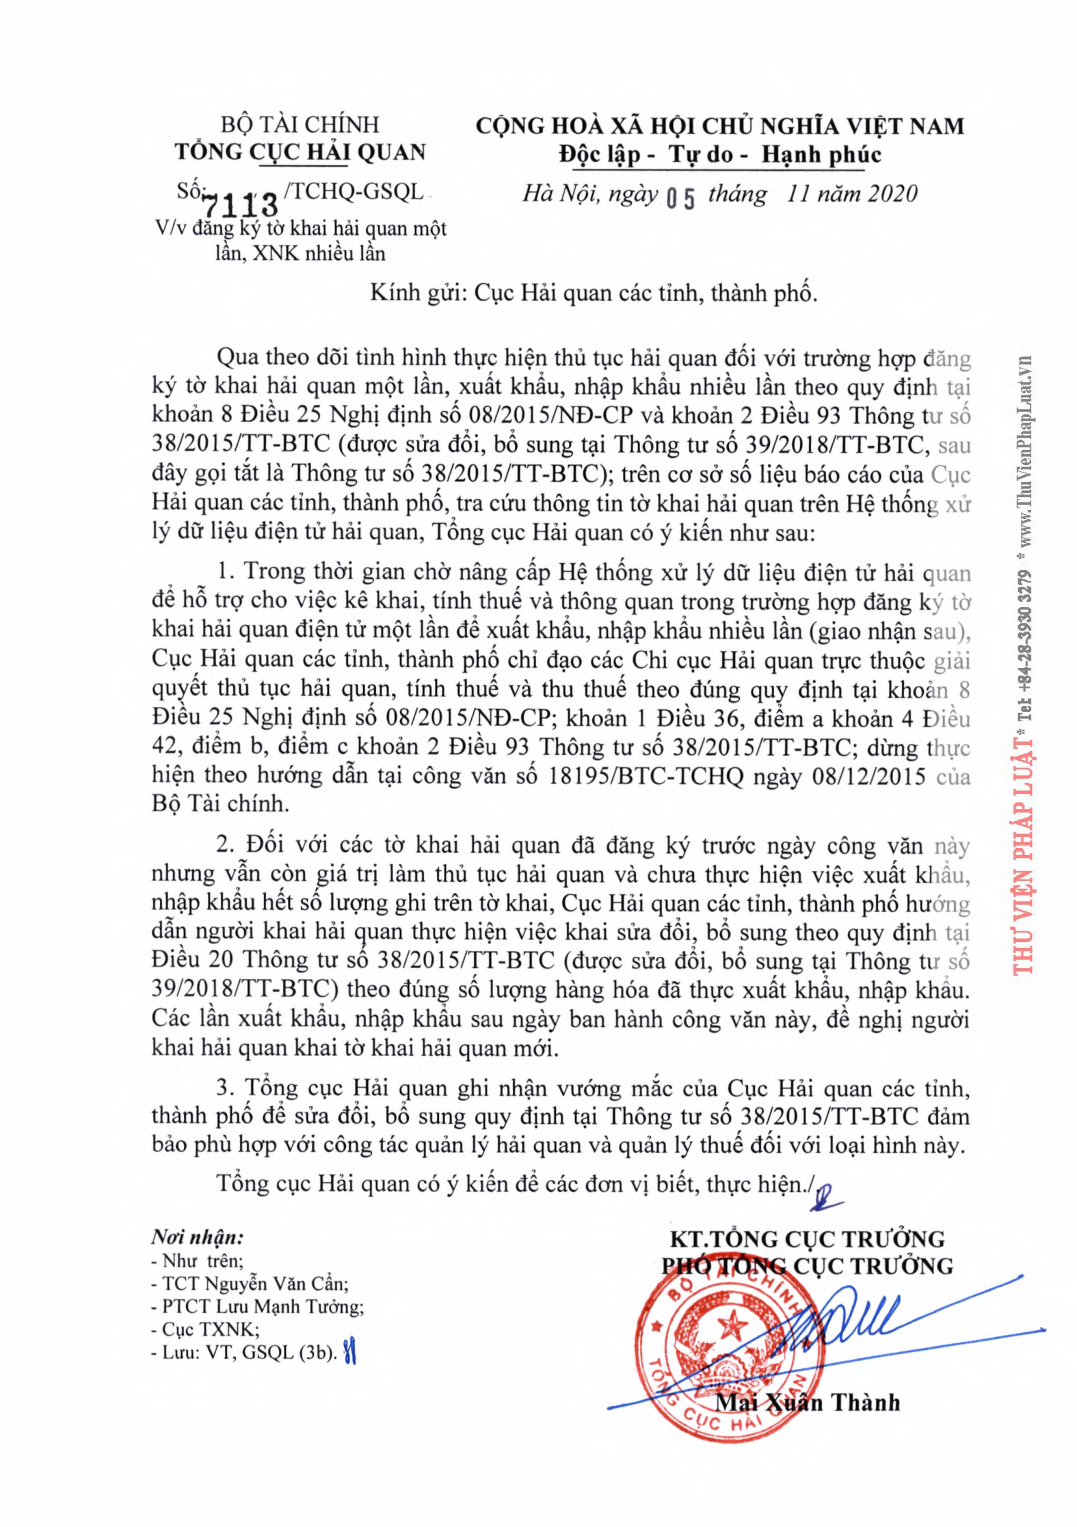 BỘ TÀI CHÍNH
TỔNG CỤC HẢI QUAN
Số: 7113 /TCHQ-GSQL
V/v đăng ký tờ khai hải quan một
lần, XNK nhiều lần
CỘNG HOÀ XÃ HỘI CHỦ NGHĨA VIỆT NAM
Độc lập - Tự do - Hạnh phúc
Hà Nội, ngày 05 tháng 11 năm 2020
Kính gửi: Cục Hải quan các tỉnh, thành phố.
Qua theo dõi tình hình thực hiện thủ tục hải quan đối với trường hợp đăng
ký tờ khai hải quan một lần, xuất khẩu, nhập khẩu nhiều lần theo quy định tại
khoản 8 Điều 25 Nghị định số 08/2015/NĐ-CP và khoản 2 Điều 93 Thông tư số
38/2015/TT-BTC (được sửa đổi, bổ sung tại Thông tư số 39/2018/TT-BTC, sau
đây gọi tắt là Thông tư số 38/2015/TT-BTC); trên cơ sở số liệu báo cáo của Cục
Hải quan các tỉnh, thành phố, tra cứu thông tin tờ khai hải quan trên Hệ thống xử
lý dữ liệu điện tử hải quan, Tổng cục Hải quan có ý kiến như sau:
1. Trong thời gian chờ nâng cấp Hệ thống xử lý dữ liệu điện tử hải quan
để hỗ trợ cho việc kê khai, tính thuế và thông quan trong trường hợp đăng ký tờ
khai hải quan điện tử một lần để xuất khẩu, nhập khẩu nhiều lần (giao nhận sau),
Cục Hải quan các tỉnh, thành phố chỉ đạo các Chi cục Hải quan trực thuộc giải
quyết thủ tục hải quan, tính thuế và thu thuế theo đúng quy định tại khoản 8
Điều 25 Nghị định số 08/2015/NĐ-CP; khoản 1 Điều 36, điểm a khoản 4 Điều
42, điểm b, điểm c khoản 2 Điều 93 Thông tư số 38/2015/TT-BTC; dừng thực
hiện theo hướng dẫn tại công văn số 18195/BTC-TCHQ ngày 08/12/2015 của
Bộ Tài chính.
2. Đối với các tờ khai hải quan đã đăng ký trước ngày công văn này
nhưng vẫn còn giá trị làm thủ tục hải quan và chưa thực hiện việc xuất khẩu,
nhập khẩu hết số lượng ghi trên tờ khai, Cục Hải quan các tỉnh, thành phố hướng
dẫn người khai hải quan thực hiện việc khai sửa đổi, bổ sung theo quy định tại
Điều 20 Thông tư số 38/2015/TT-BTC (được sửa đổi, bổ sung tại Thông tư số
39/2018/TT-BTC) theo đúng số lượng hàng hóa đã thực xuất khẩu, nhập khẩu.
Các lần xuất khẩu, nhập khẩu sau ngày ban hành công văn này, đề nghị người
khai hải quan khai tờ khai hải quan mới.
3. Tổng cục Hải quan ghi nhận vướng mắc của Cục Hải quan các tỉnh,
thành phố để sửa đổi, bổ sung quy định tại Thông tư số 38/2015/TT-BTC đảm
bảo phù hợp với công tác quản lý hải quan và quản lý thuế đối với loại hình này.
Tổng cục Hải quan có ý kiến để các đơn vị biết, thực hiện./.
Nơi nhận:
- Như trên;
- TCT Nguyễn Văn Cẩn;
- PTCT Lưu Mạnh Tưởng;
- Cục TXNK;
- Lưu: VT, GSQL (3b).
KT.TỔNG CỤC TRƯỞNG
PHÓ TỔNG CỤC TRƯỞNG
BỘ TÀI CHÍNH
TỔNG CỤC HẢI QUAN
Mai Xuân Thành
THƯ VIỆN PHÁP LUẬT * Tel: +84-28-3930 3279 * www.ThuVienPhapLuat.vn